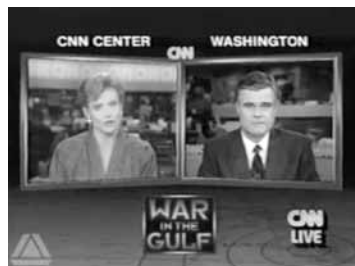 CNN CENTER
WASHINGTON
CNN
WAR
IN THE
GULF
CNN
LIVE